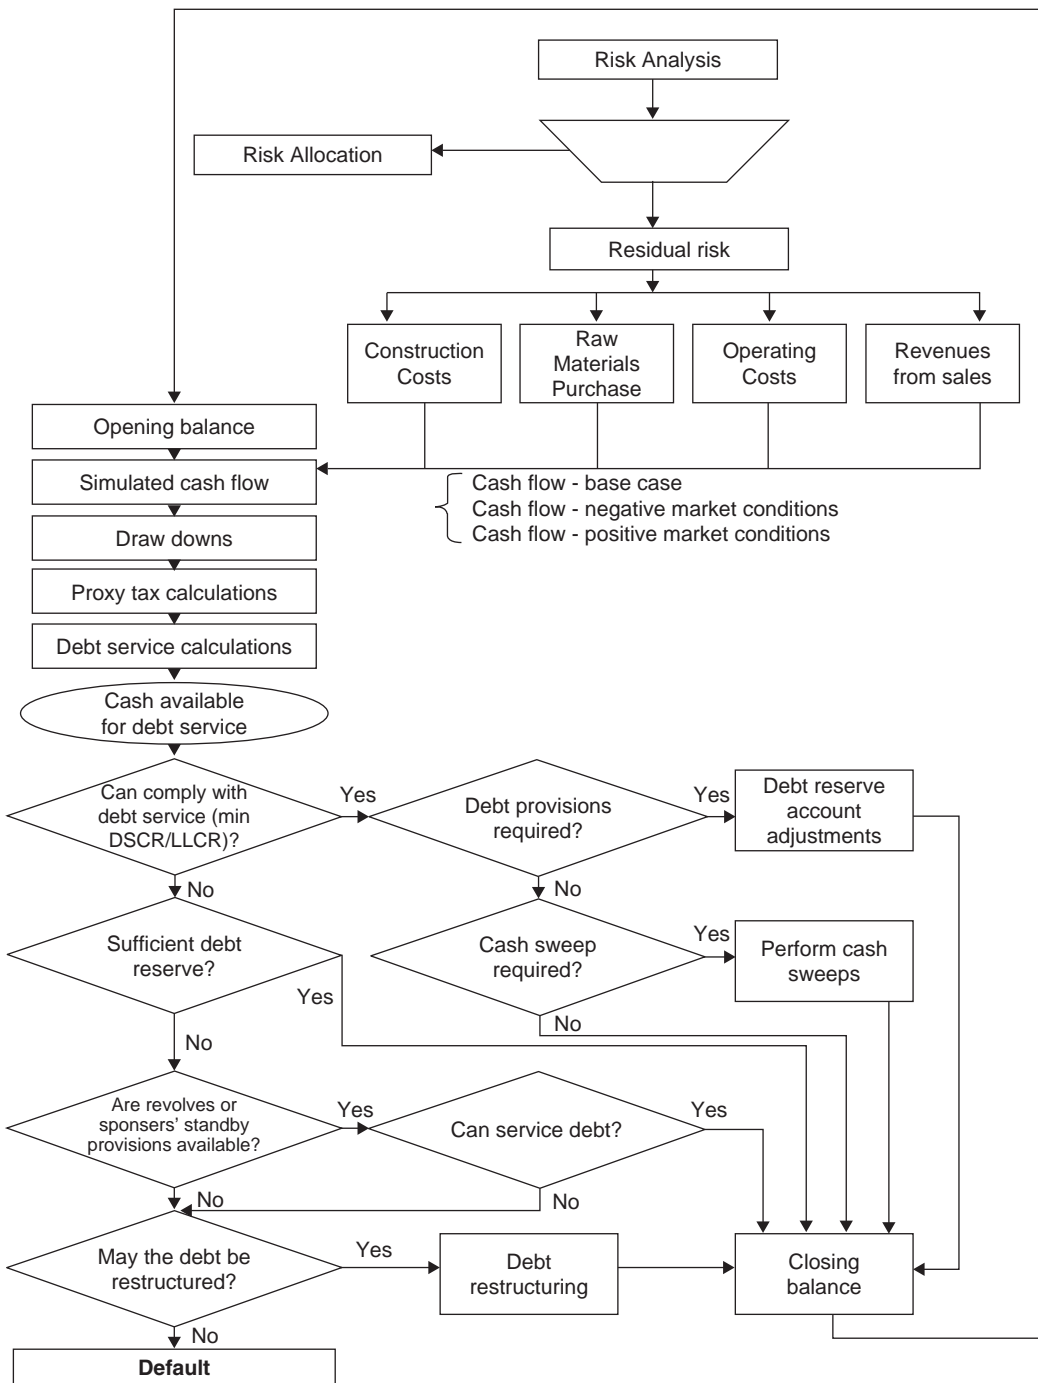 Risk Analysis
Risk Allocation
Residual risk
Construction
Costs
Raw
Materials
Purchase
Operating
Costs
Revenues
from sales
Opening balance
Simulated cash flow
Cash flow - base case
Cash flow - negative market conditions
Cash flow - positive market conditions
Draw downs
Proxy tax calculations
Debt service calculations
Cash available
for debt service
Can comply with
debt service (min
DSCR/LLCR)?
Yes
Debt provisions
required?
Yes
Debt reserve
account
adjustments
No
No
Sufficient debt
reserve?
Yes
Cash sweep
required?
Yes
Perform cash
sweeps
No
No
Are revolves or
sponsers' standby
provisions available?
Yes
Can service debt?
Yes
No
No
May the debt be
restructured?
Yes
Debt
restructuring
Closing
balance
No
Default